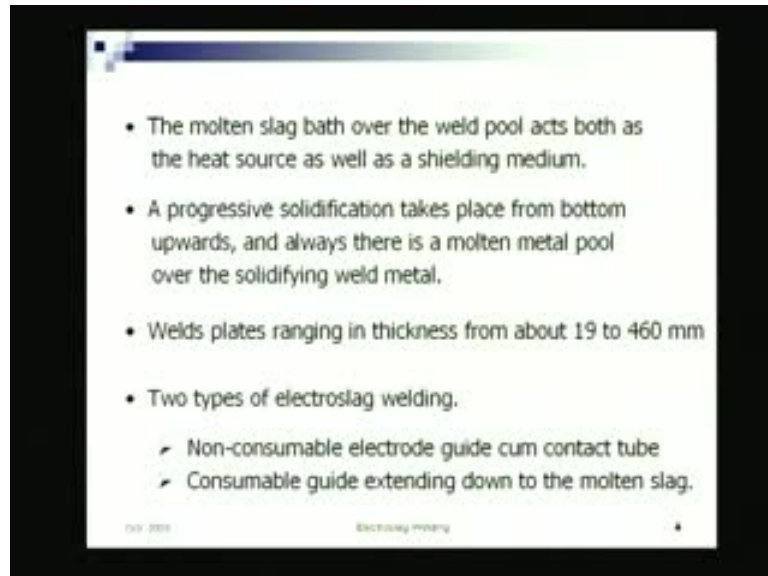 • The molten slag bath over the weld pool acts both as
the heat source as well as a shielding medium.
• A progressive solidification takes place from bottom
upwards, and always there is a molten metal pool
over the solidifying weld metal.
• Welds plates ranging in thickness from about 19 to 460 mm
• Two types of electroslag welding.
➢ Non-consumable electrode guide cum contact tube
➢ Consumable guide extending down to the molten slag.
Electroslag Welding